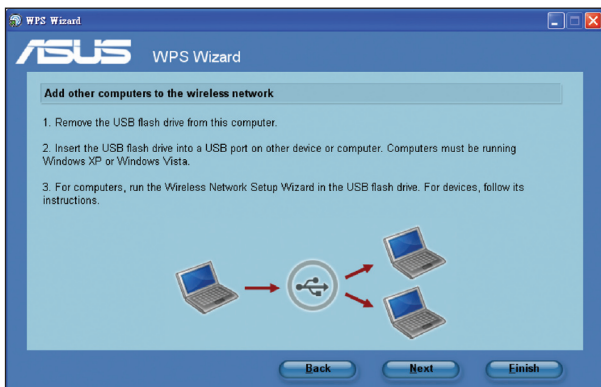 WPS Wizard
ASUS WPS Wizard
Add other computers to the wireless network
1. Remove the USB flash drive from this computer.
2. Insert the USB flash drive into a USB port on other device or computer. Computers must be running
Windows XP or Windows Vista.
3. For computers, run the Wireless Network Setup Wizard in the USB flash drive. For devices, follow its
instructions.
Back Next Finish